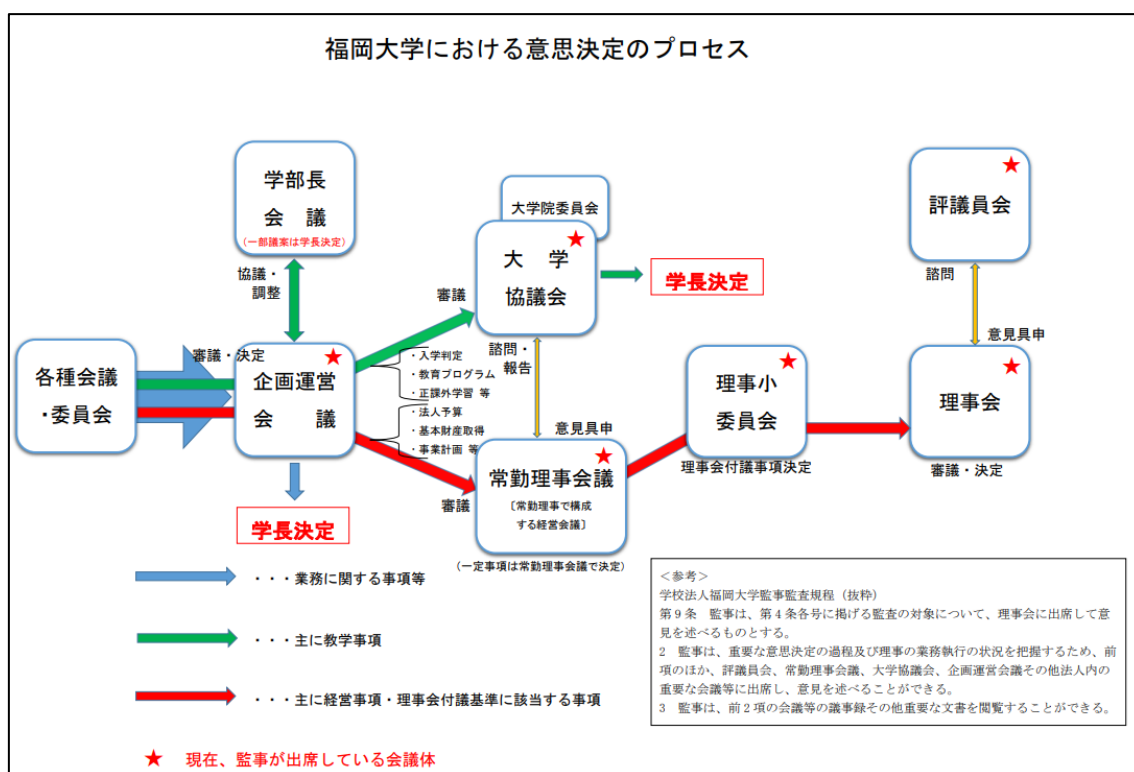 福岡大学における意思決定のプロセス
学部長
会　議
(一部議案は学長決定)
協議・
調整
大学院委員会
★
大　学
協議会
審議
学長決定
★
評議員会
諮問
各種会議
・委員会
審議・決定
★
企画運営
会　議
・入学判定
・教育プログラム
・正課外学習 等
・法人予算
・基本財産取得
・事業計画 等
諮問・
報告
意見具申
★
理事小
委員会
理事会付議事項決定
意見具申
★
理事会
審議・決定
学長決定
審議
★
常勤理事会議
〔常勤理事で構成
する経営会議〕
(一定事項は常勤理事会議で決定)
・・・業務に関する事項等
・・・主に教学事項
・・・主に経営事項・理事会付議基準に該当する事項
★ 現在、監事が出席している会議体
＜参考＞
学校法人福岡大学監事監査規程（抜粋）
第9条　監事は、第4条各号に掲げる監査の対象について、理事会に出席して意
見を述べるものとする。
2　監事は、重要な意思決定の過程及び理事の業務執行の状況を把握するため、前
項のほか、評議員会、常勤理事会議、大学協議会、企画運営会議その他法人内の
重要な会議等に出席し、意見を述べることができる。
3　監事は、前2項の会議等の議事録その他重要な文書を閲覧することができる。